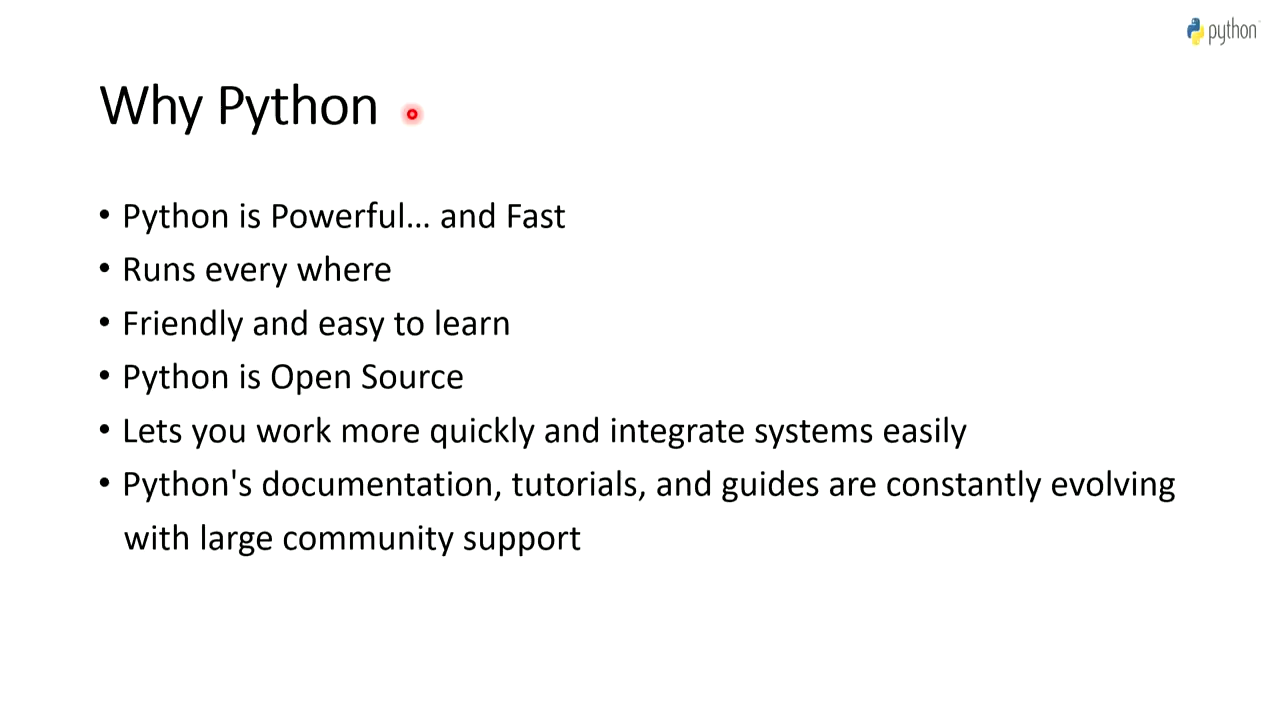 python
Why Python
• Python is Powerful... and Fast
• Runs every where
• Friendly and easy to learn
• Python is Open Source
• Lets you work more quickly and integrate systems easily
• Python's documentation, tutorials, and guides are constantly evolving
with large community support